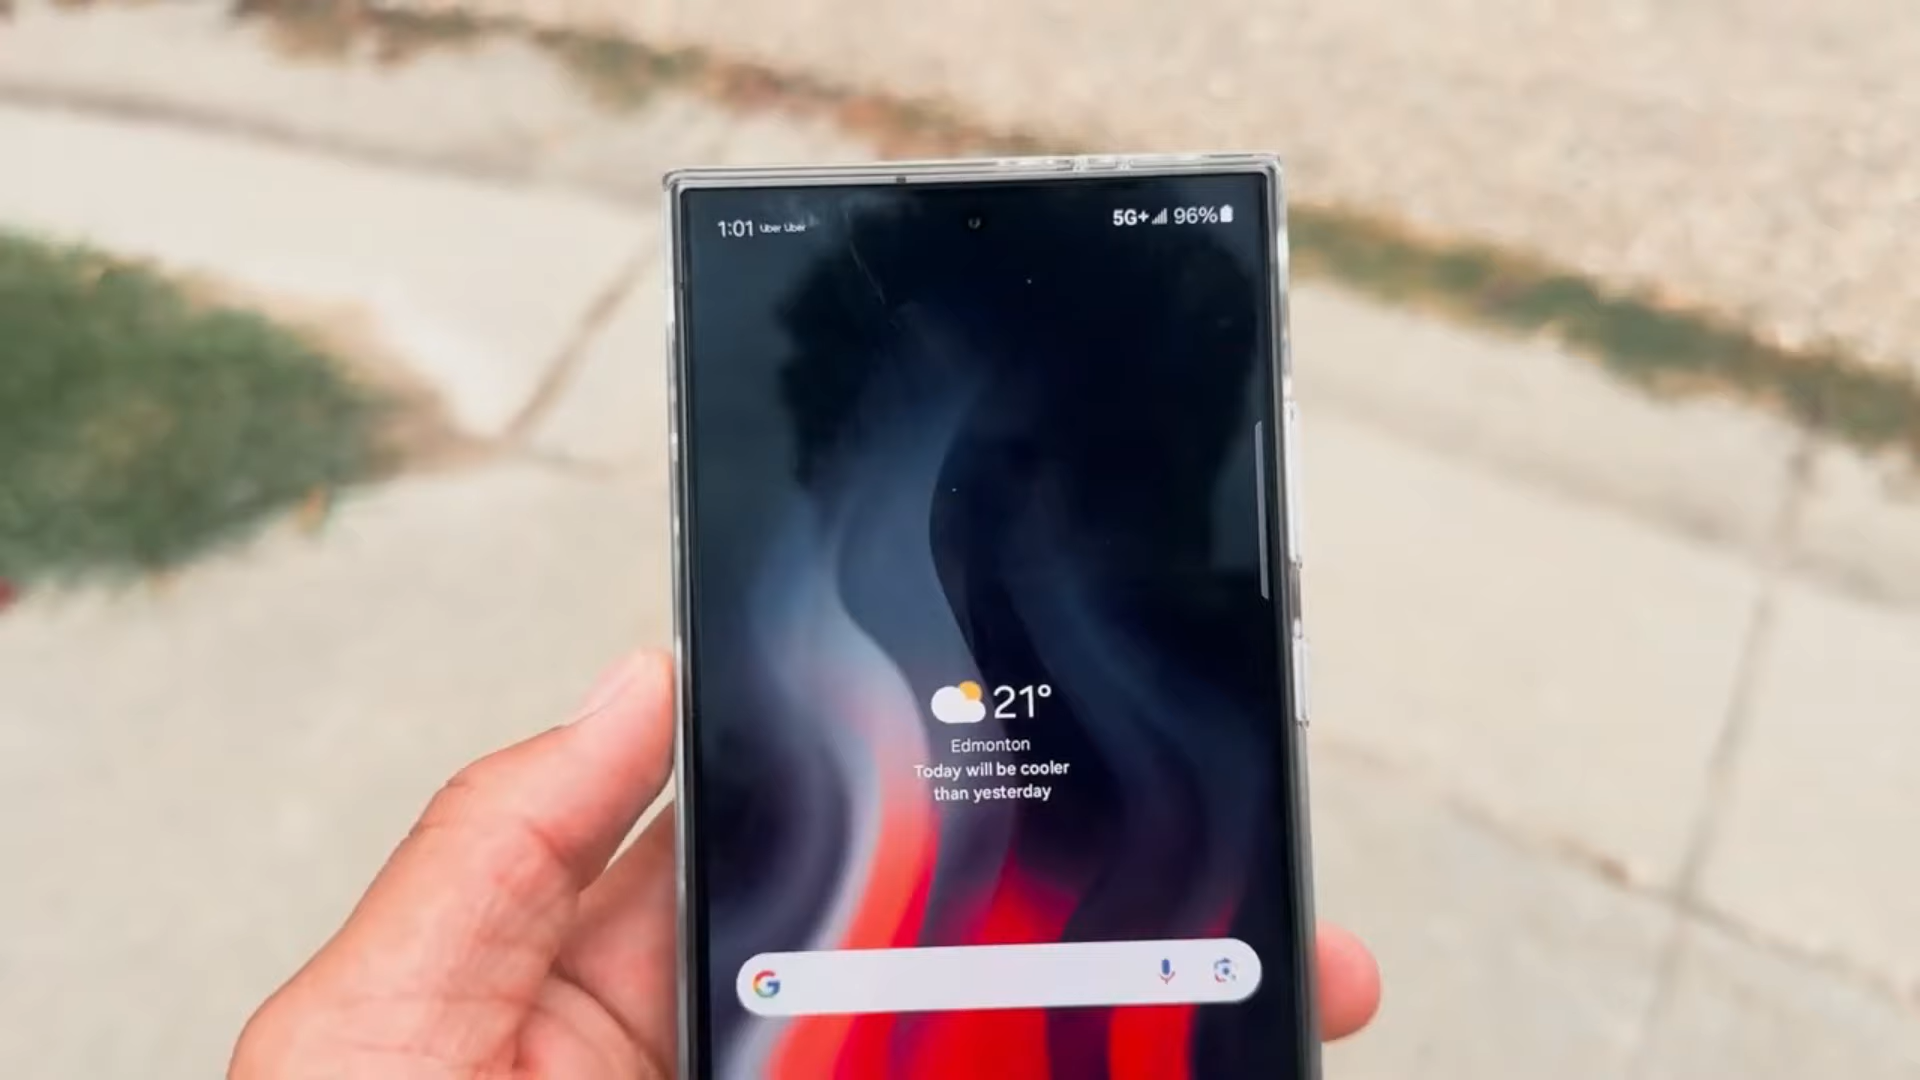 1:01 Uber Uber 5G+ 96%
21°
Edmonton
Today will be cooler
than yesterday